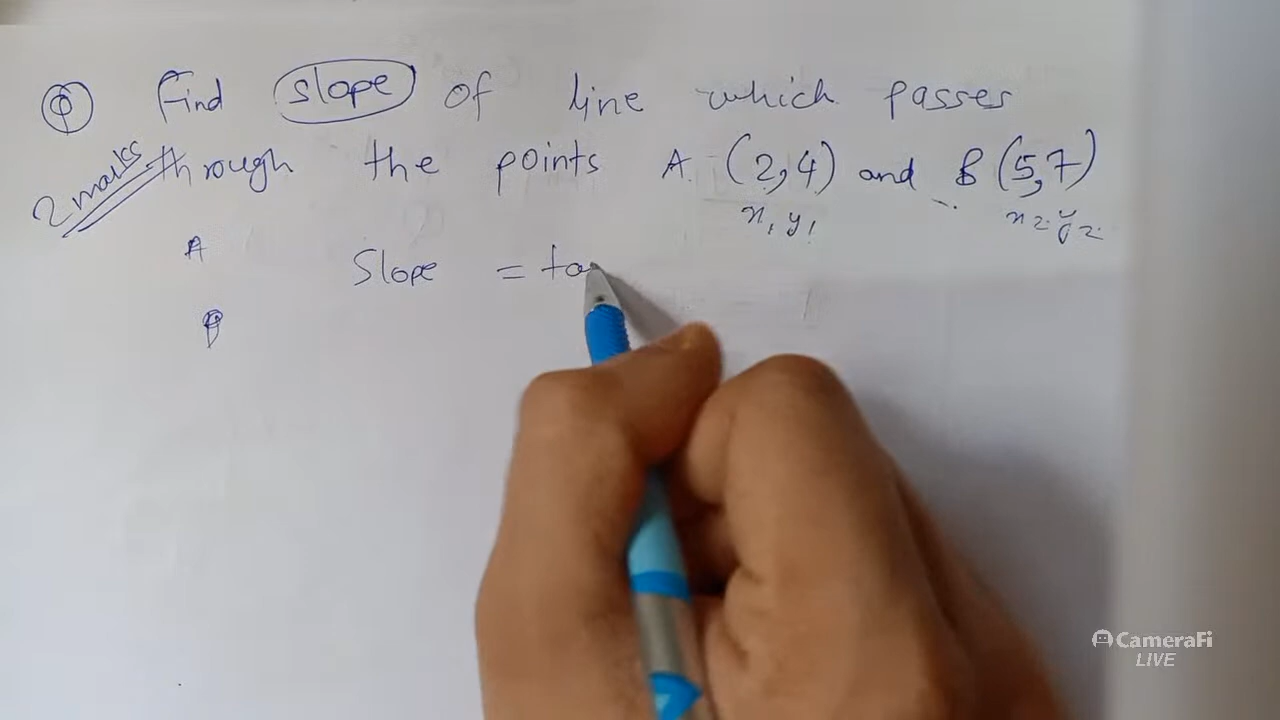 Q Find slope of line which passes
2 marks through the points A (2,4) and B (5,7)
x₁ y₁ x₂ y₂
A Slope = tan
P
CameraFi
LIVE